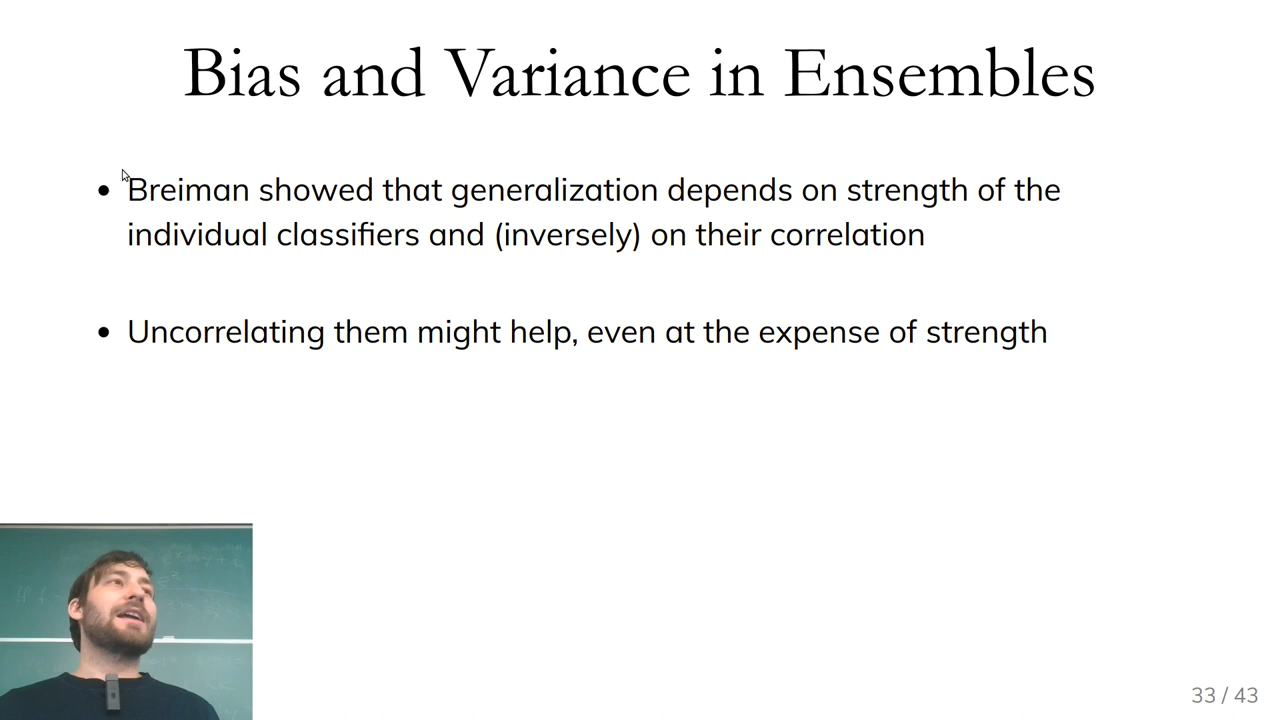 Bias and Variance in Ensembles
• Breiman showed that generalization depends on strength of the
individual classifiers and (inversely) on their correlation
• Uncorrelating them might help, even at the expense of strength
33 / 43